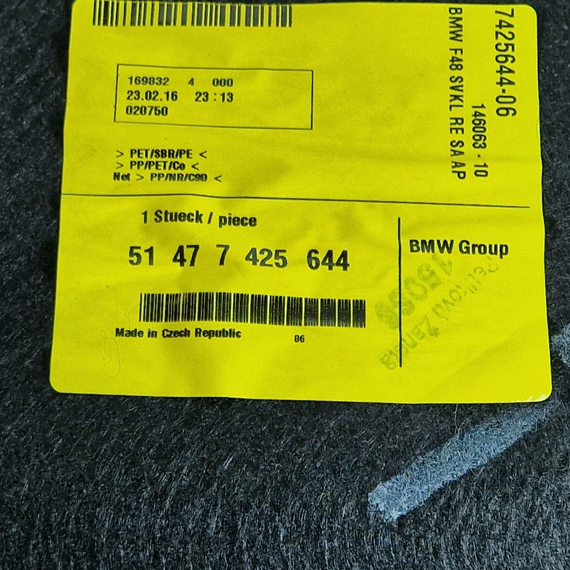 169832 4 000
23.02.16 23:13
020750
> PET/SBR/PE <
> PP/PET/Co <
Net > PP/NR/C9D <
7425644-06
146063 - 10
BMW F48 SVKL RE SA AP
1 Stueck / piece
51 47 7 425 644
BMW Group
Made in Czech Republic
06